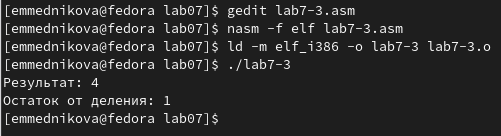 [emmednikova@fedora lab07]$ gedit lab7-3.asm
[emmednikova@fedora lab07]$ nasm -f elf lab7-3.asm
[emmednikova@fedora lab07]$ ld -m elf_i386 -o lab7-3 lab7-3.o
[emmednikova@fedora lab07]$ ./lab7-3
Результат: 4
Остаток от деления: 1
[emmednikova@fedora lab07]$